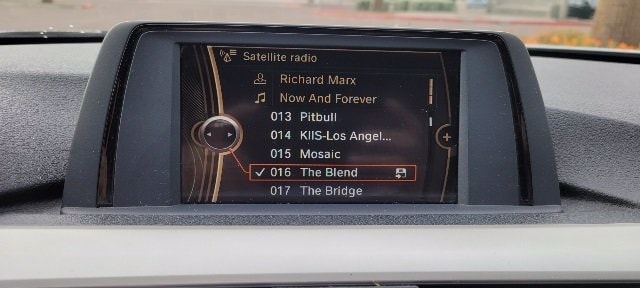 Satellite radio
Richard Marx
Now And Forever
013 Pitbull
014 KIIS-Los Angel...
015 Mosaic
016 The Blend
017 The Bridge